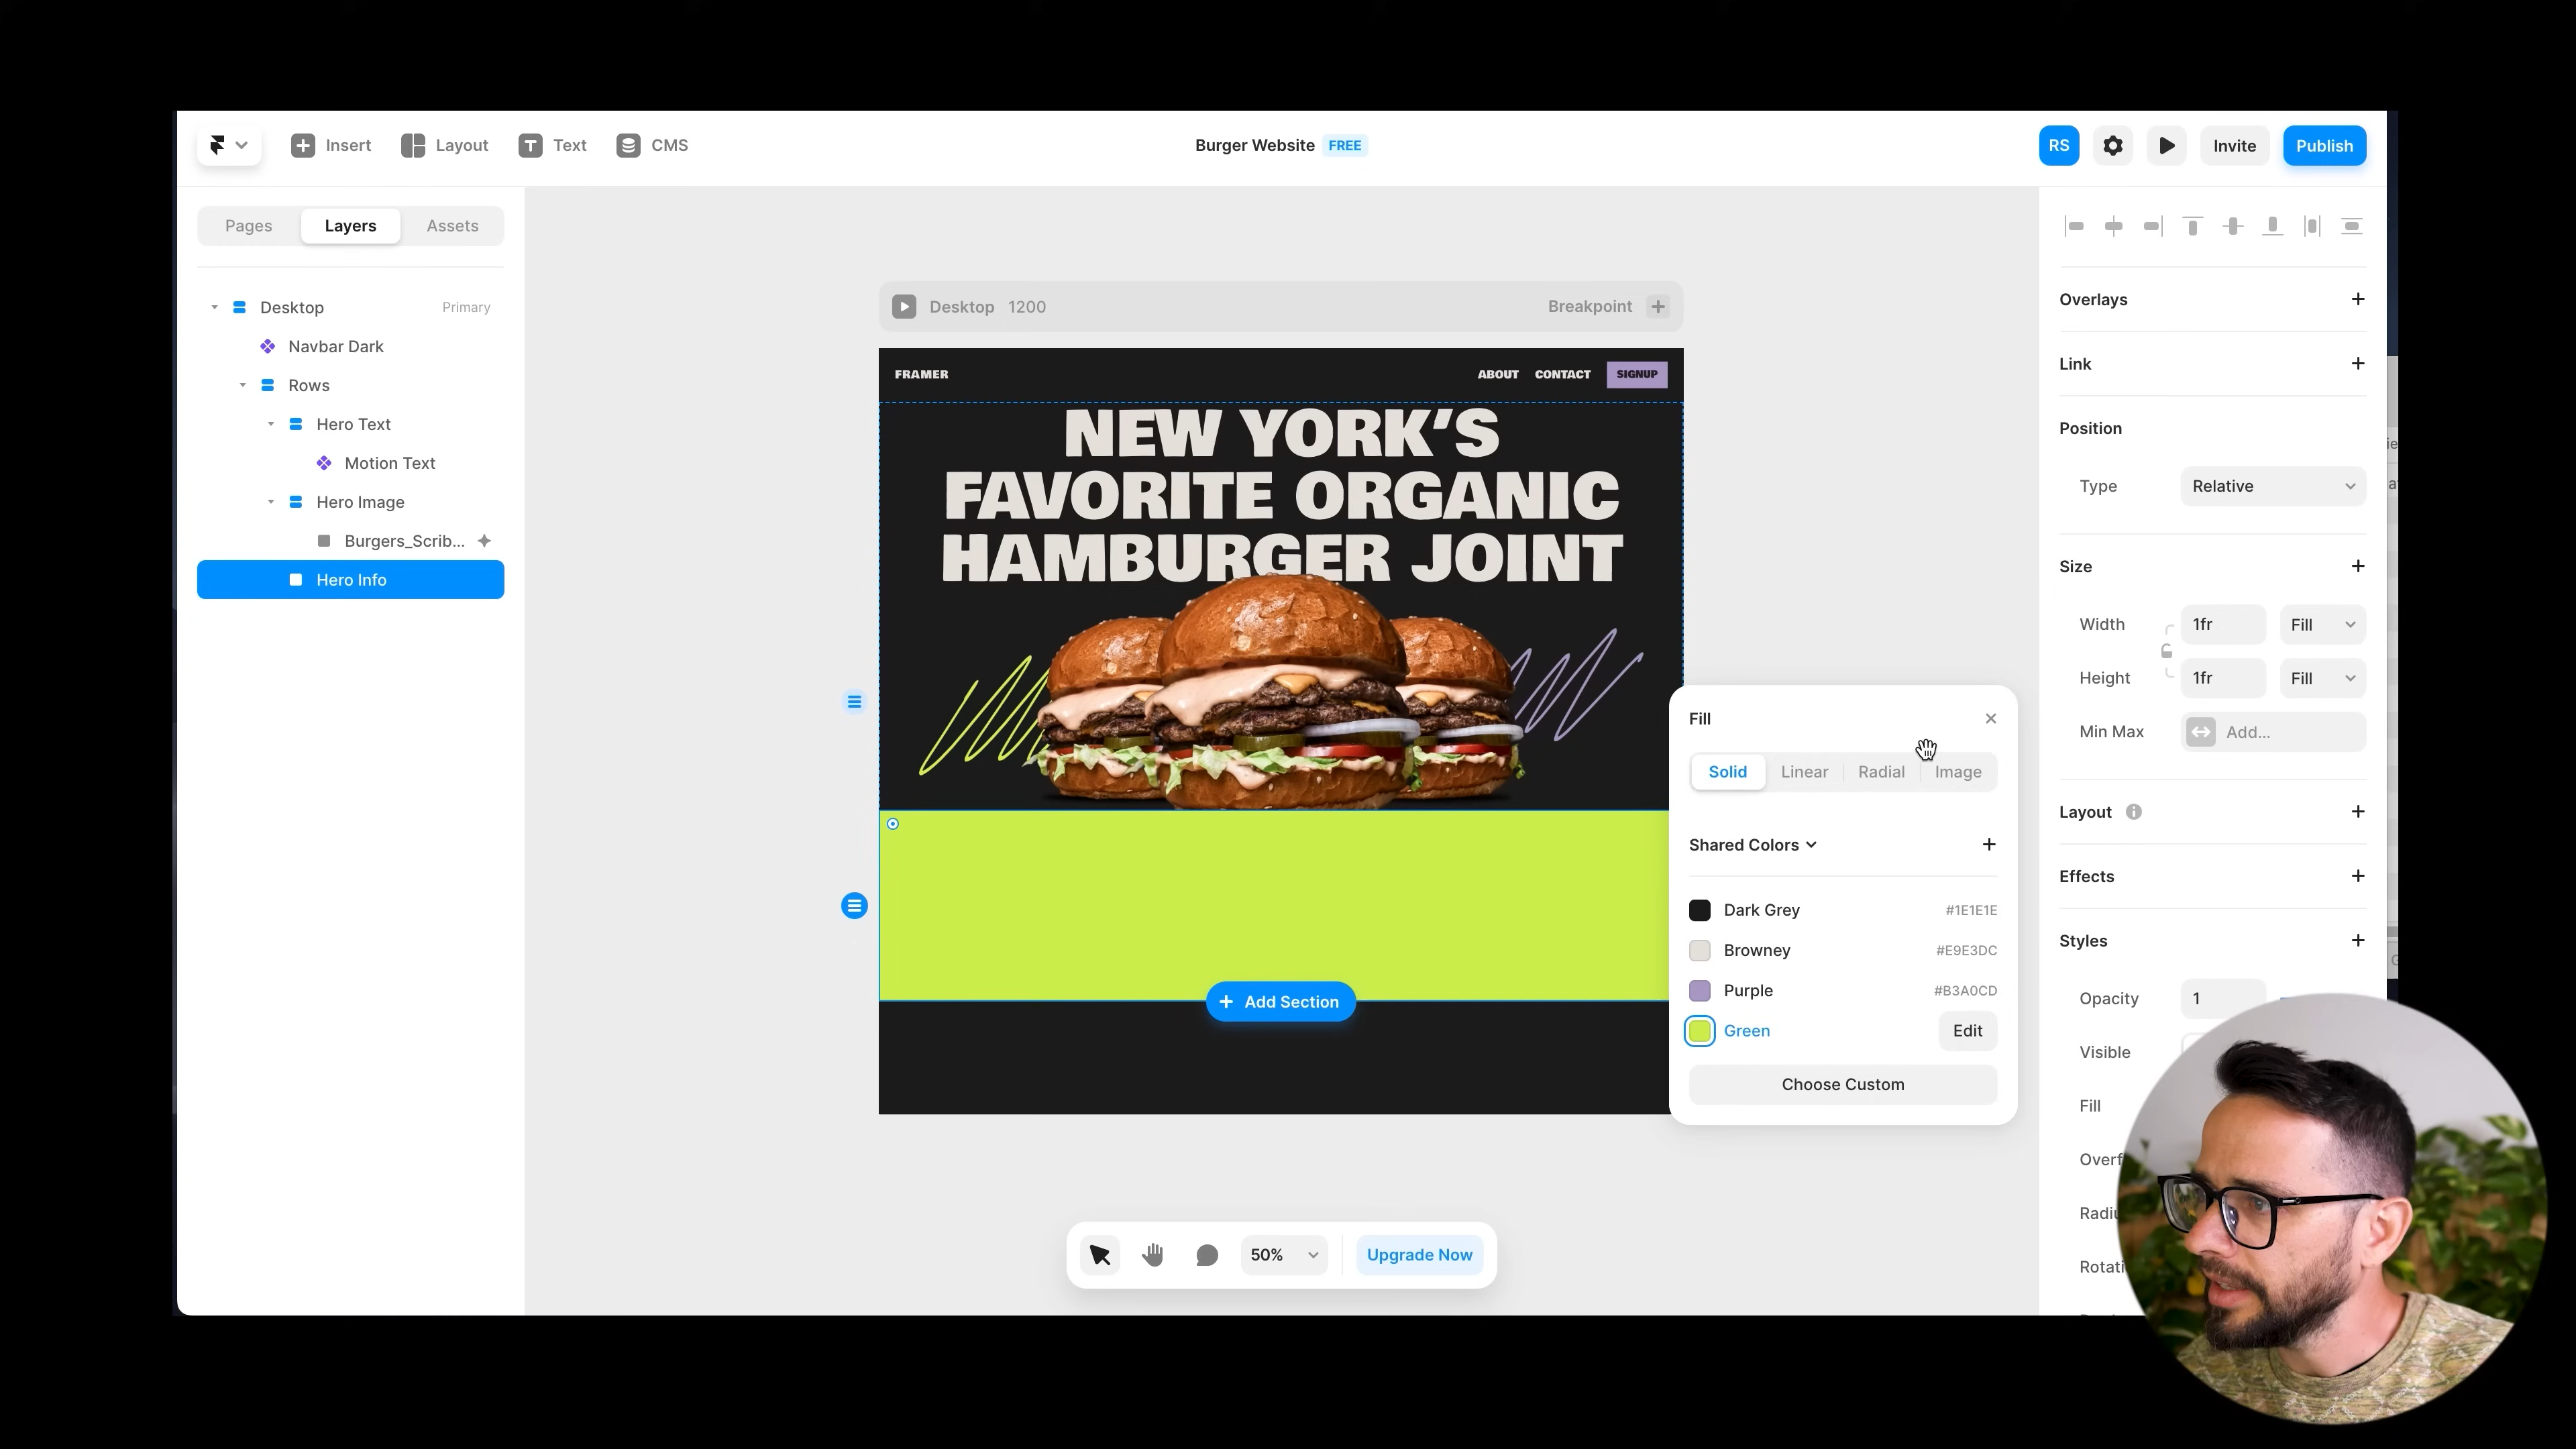 Insert
Layout
Text
CMS
Burger Website FREE
RS
Invite
Publish
Pages
Layers
Assets
Desktop Primary
Navbar Dark
Rows
Hero Text
Motion Text
Hero Image
Burgers_Scrib...
Hero Info
Desktop 1200
Breakpoint
FRAMER
ABOUT CONTACT SIGNUP
NEW YORK'S
FAVORITE ORGANIC
HAMBURGER JOINT
Add Section
Fill
Solid Linear Radial Image
Shared Colors
Dark Grey #1E1E1E
Browney #E9E3DC
Purple #B3A0CD
Green Edit
Choose Custom
50%
Upgrade Now
Overlays
Link
Position
Type Relative
Size
Width 1fr Fill
Height 1fr Fill
Min Max Add...
Layout
Effects
Styles
Opacity 1
Visible
Fill